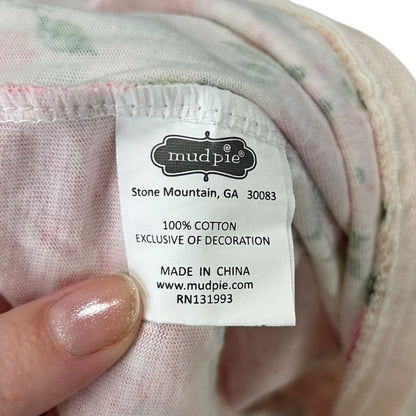 mudpie®
Stone Mountain, GA 30083
100% COTTON
EXCLUSIVE OF DECORATION
MADE IN CHINA
www.mudpie.com
RN131993